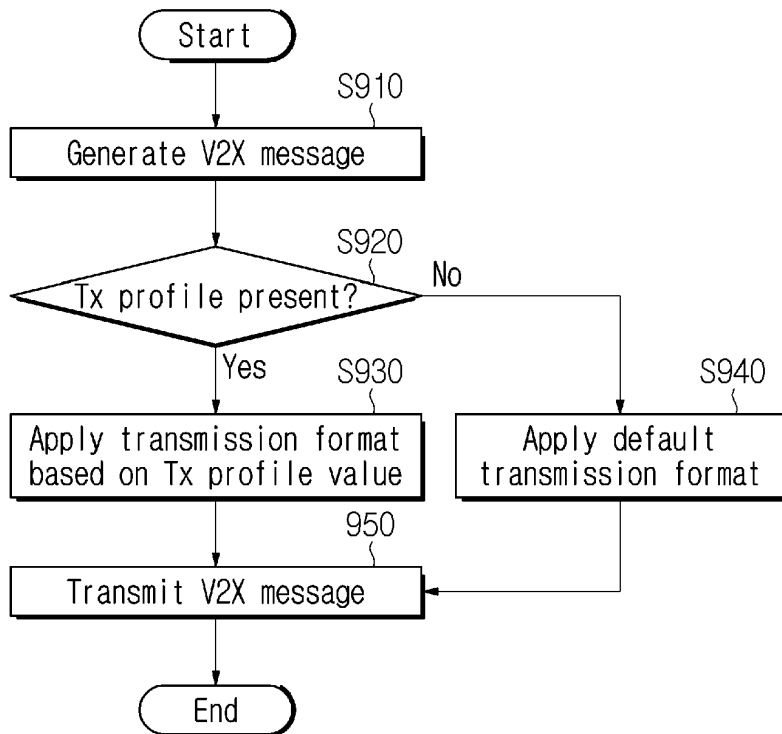 Start
S910
Generate V2X message
S920
Tx profile present?
No
Yes
S930
Apply transmission format
based on Tx profile value
S940
Apply default
transmission format
950
Transmit V2X message
End